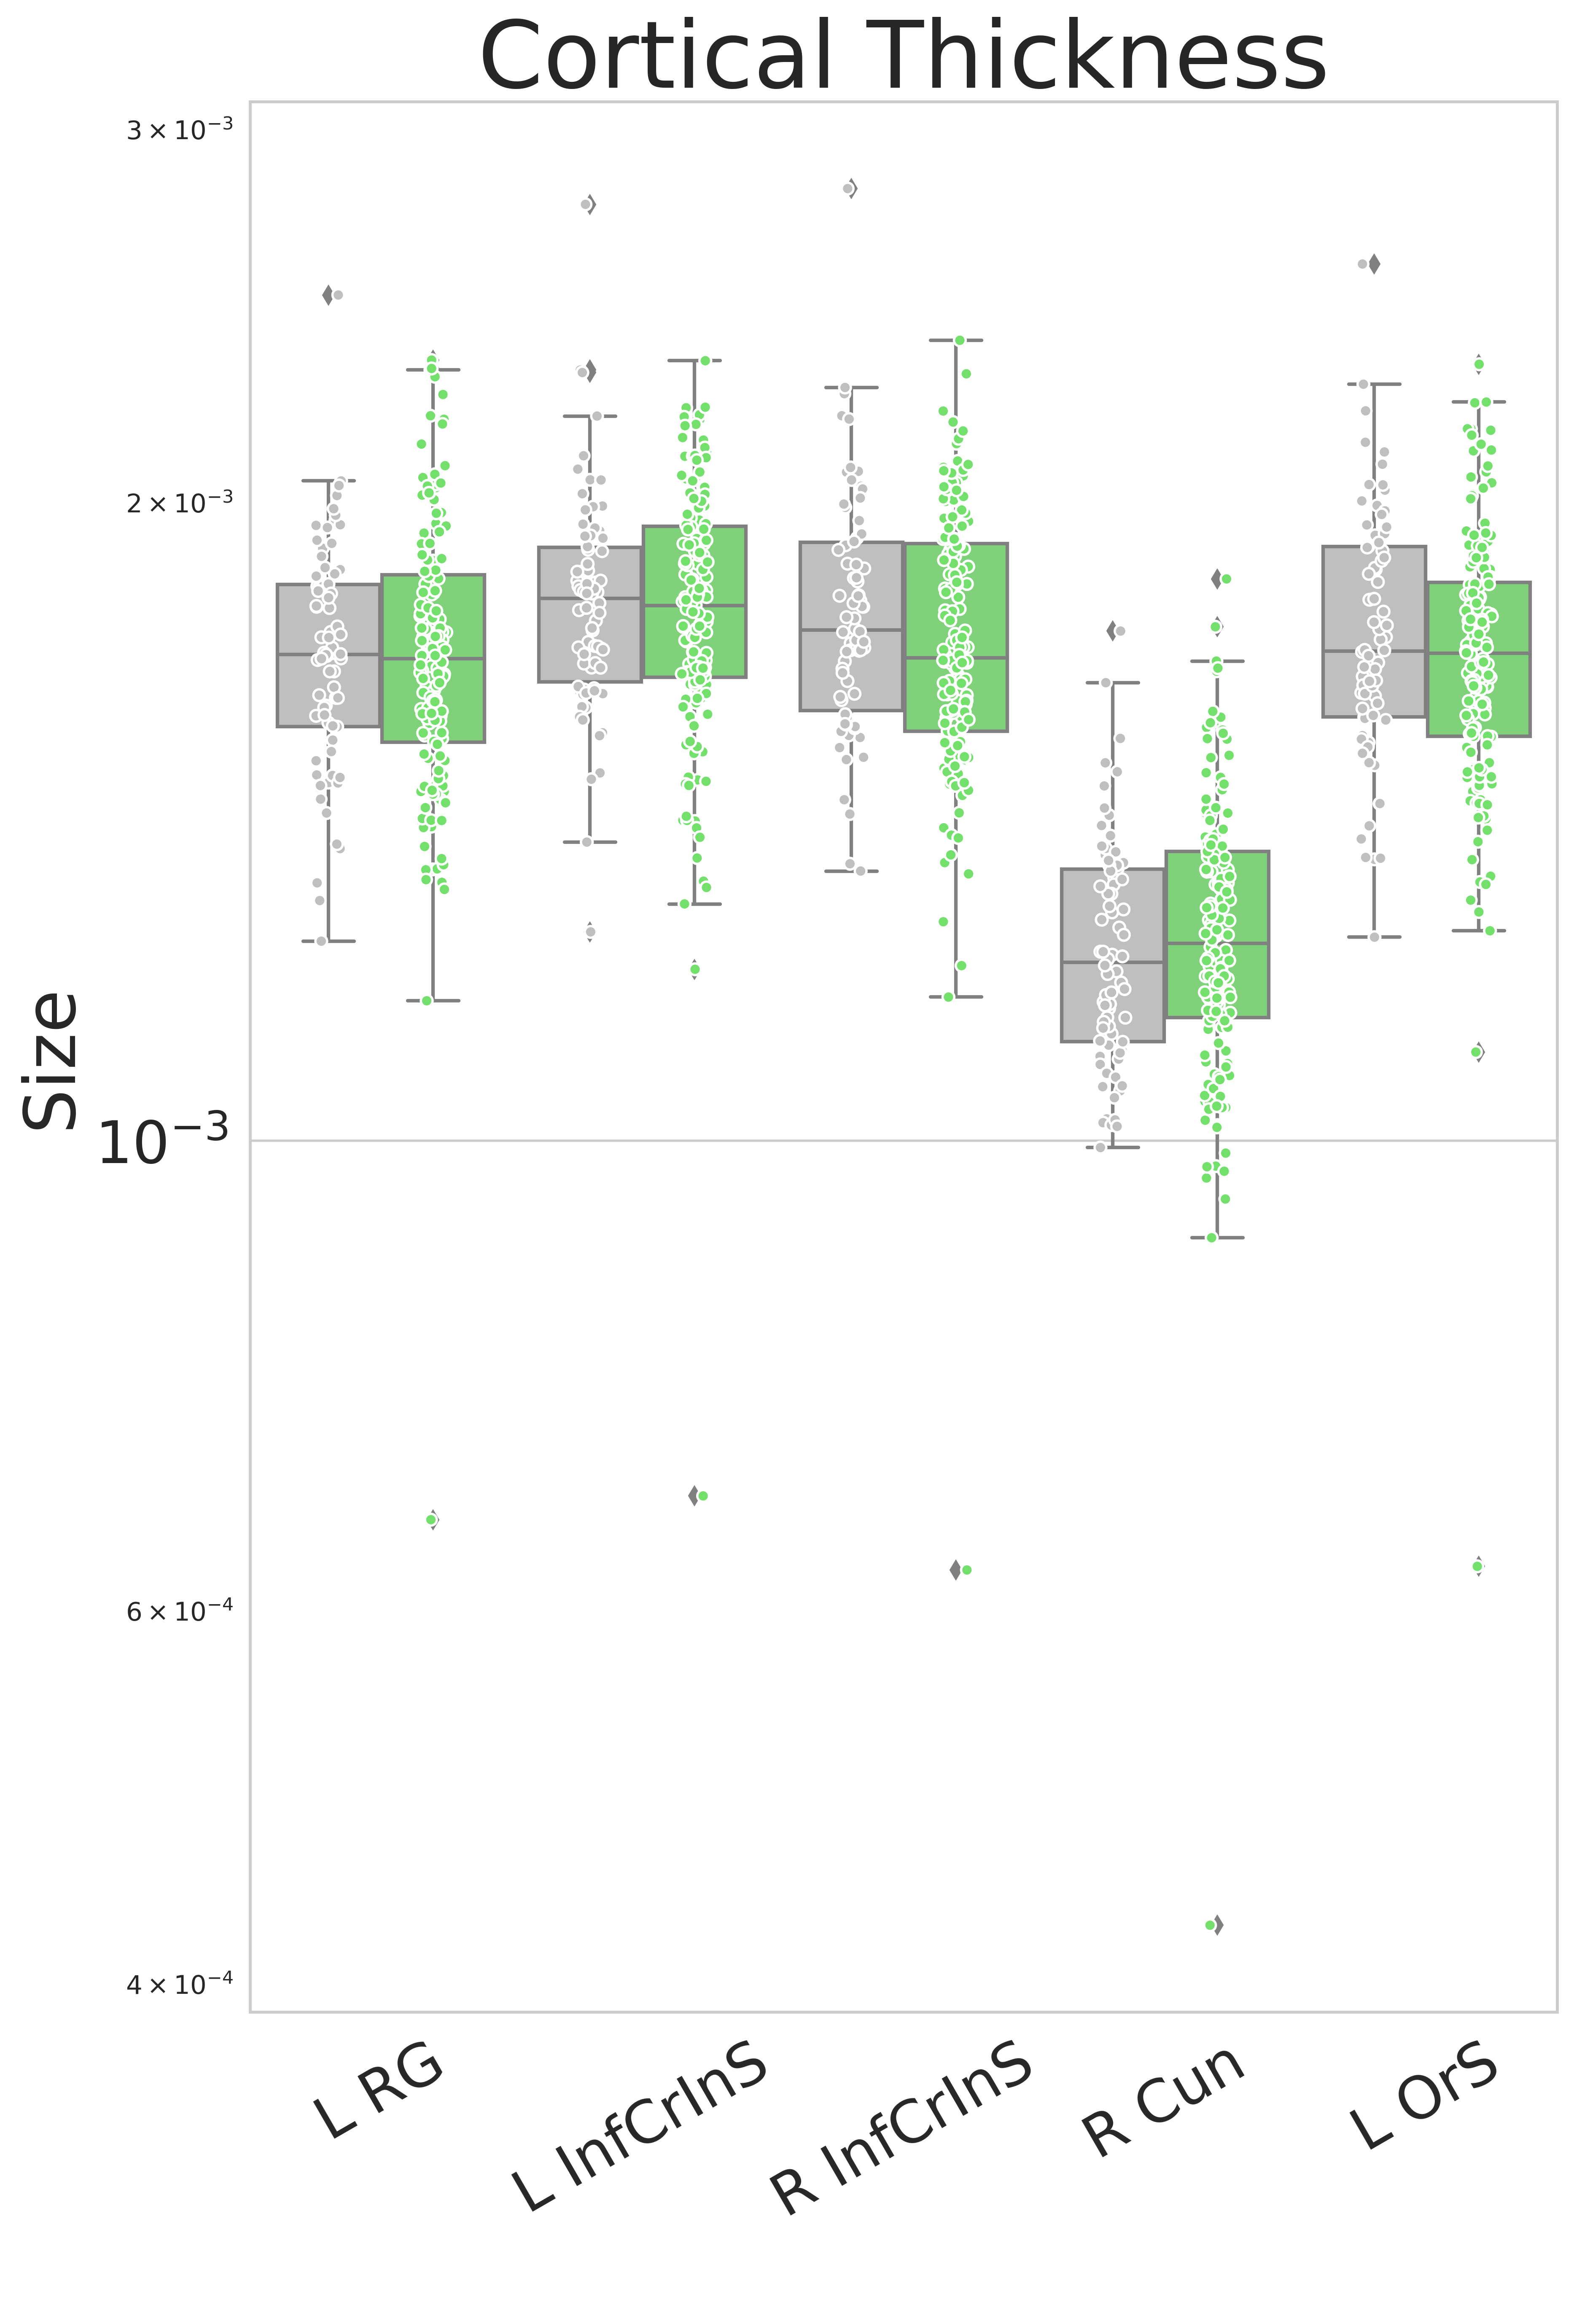 Cortical Thickness
3 × 10⁻³
2 × 10⁻³
10⁻³
6 × 10⁻⁴
4 × 10⁻⁴
Size
L RG
L InfCrInS
R InfCrInS
R Cun
L OrS